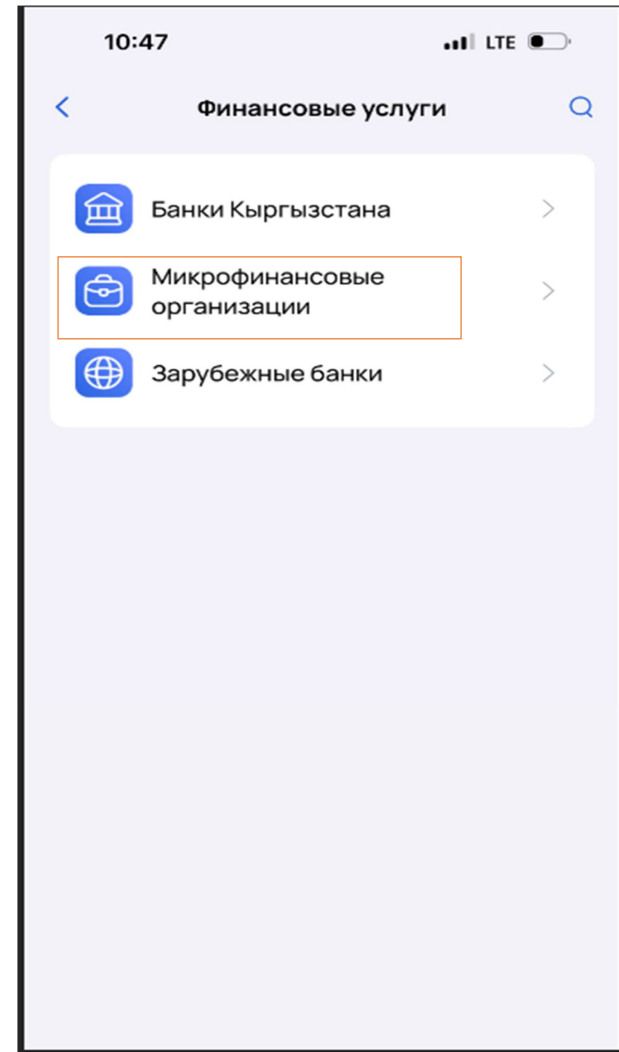 10:47 LTE
Финансовые услуги
Банки Кыргызстана
Микрофинансовые
организации
Зарубежные банки